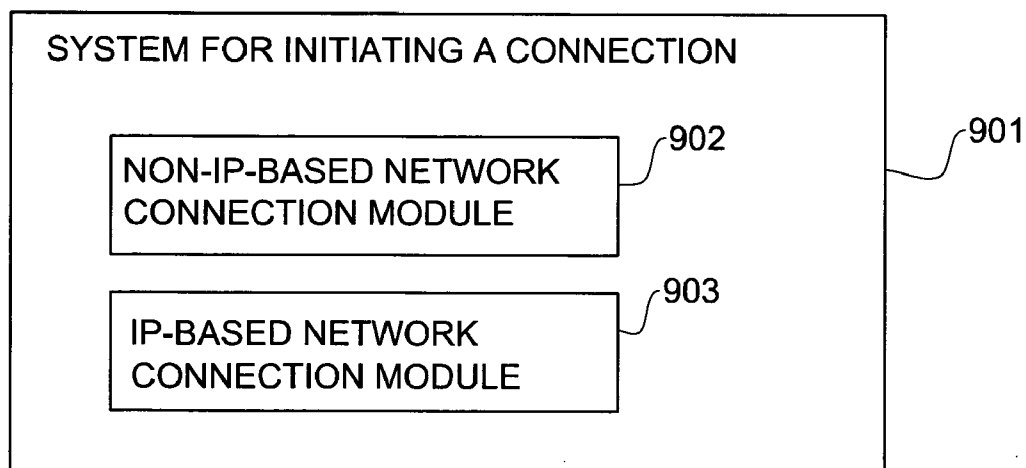 SYSTEM FOR INITIATING A CONNECTION
902
901
NON-IP-BASED NETWORK
CONNECTION MODULE
903
IP-BASED NETWORK
CONNECTION MODULE